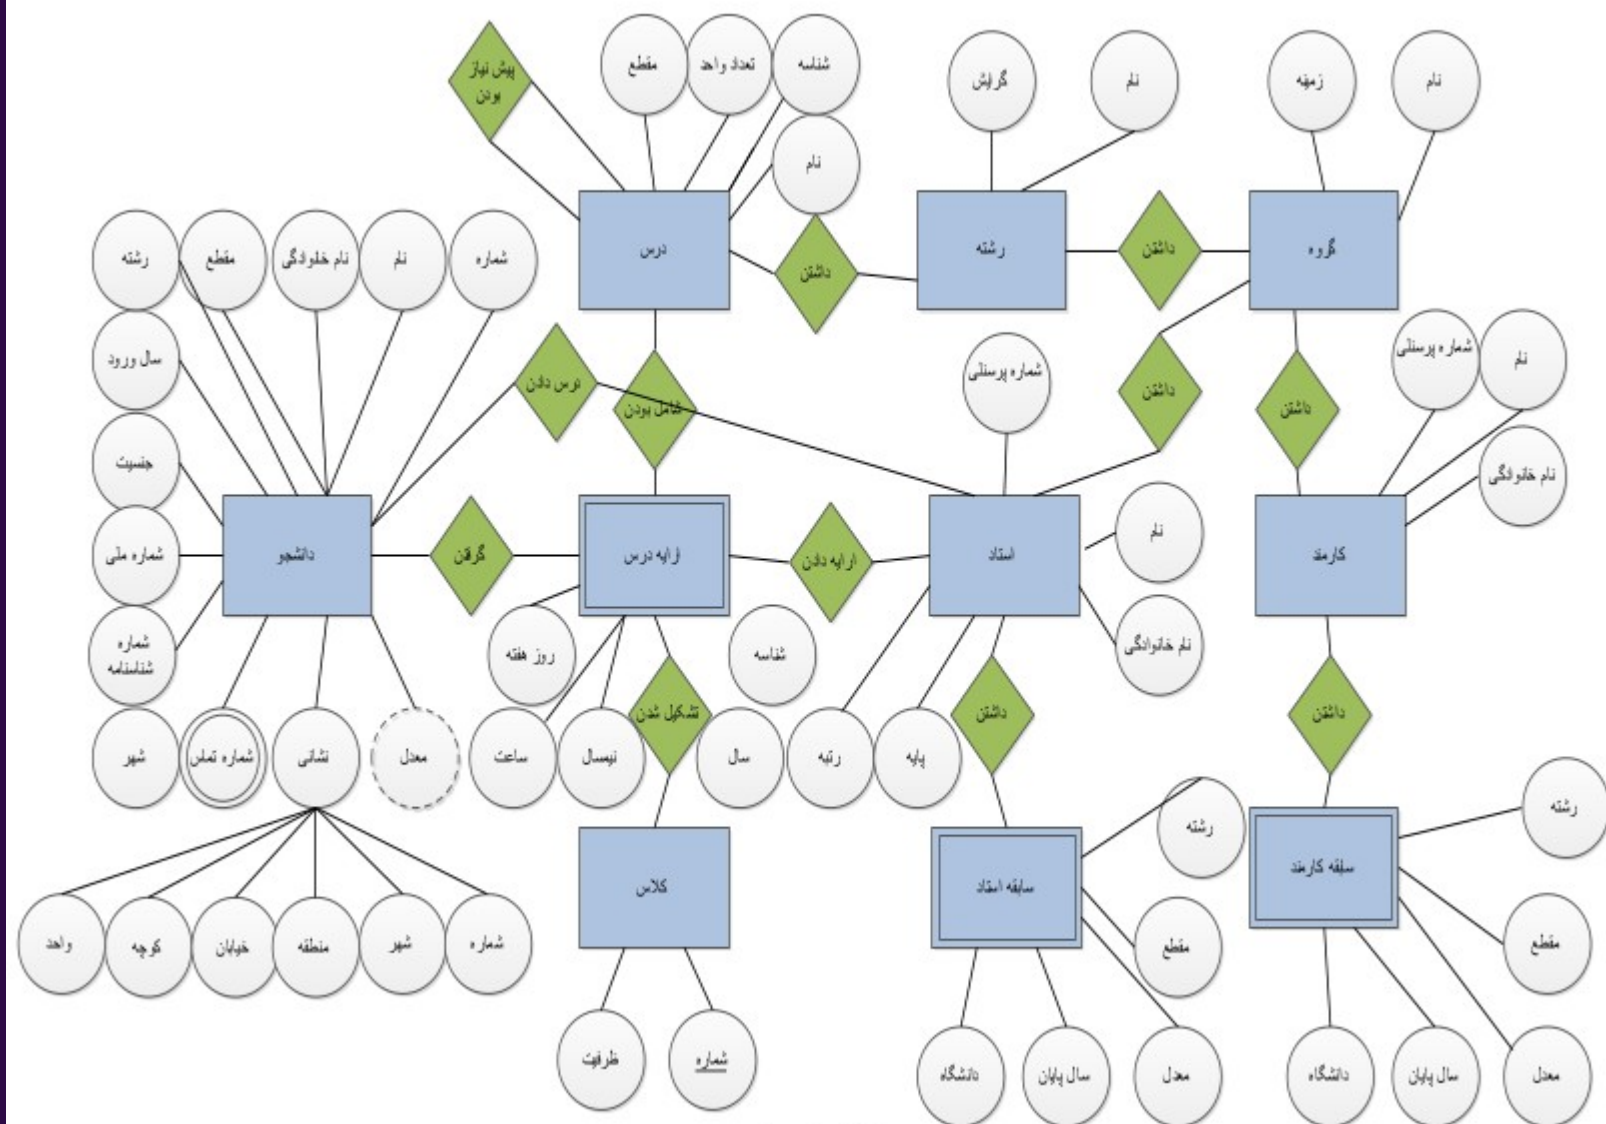 پیش نیاز
بودن
مقطع
تعداد واحد
شناسه
گرایش
نام
زمینه
نام
نام
درس
رشته
داشتن
گروه
داشتن
رشته
مقطع
نام خانوادگی
نام
شماره
سال ورود
درس دادن
شامل بودن
شماره پرسنلی
داشتن
داشتن
شماره پرسنلی
نام
جنسیت
نام خانوادگی
شماره ملی
دانشجو
گرفتن
ارایه درس
ارایه دادن
استاد
نام
کارمند
شماره
شناسنامه
روز هفته
شناسه
نام خانوادگی
شهر
شماره تماس
نشانی
معدل
ساعت
نیمسال
تشکیل شدن
سال
رتبه
پایه
داشتن
داشتن
رشته
رشته
کلاس
سابقه استاد
سابقه کارمند
واحد
کوچه
خیابان
منطقه
شهر
شماره
مقطع
مقطع
ظرفیت
شماره
دانشگاه
سال پایان
معدل
دانشگاه
سال پایان
معدل